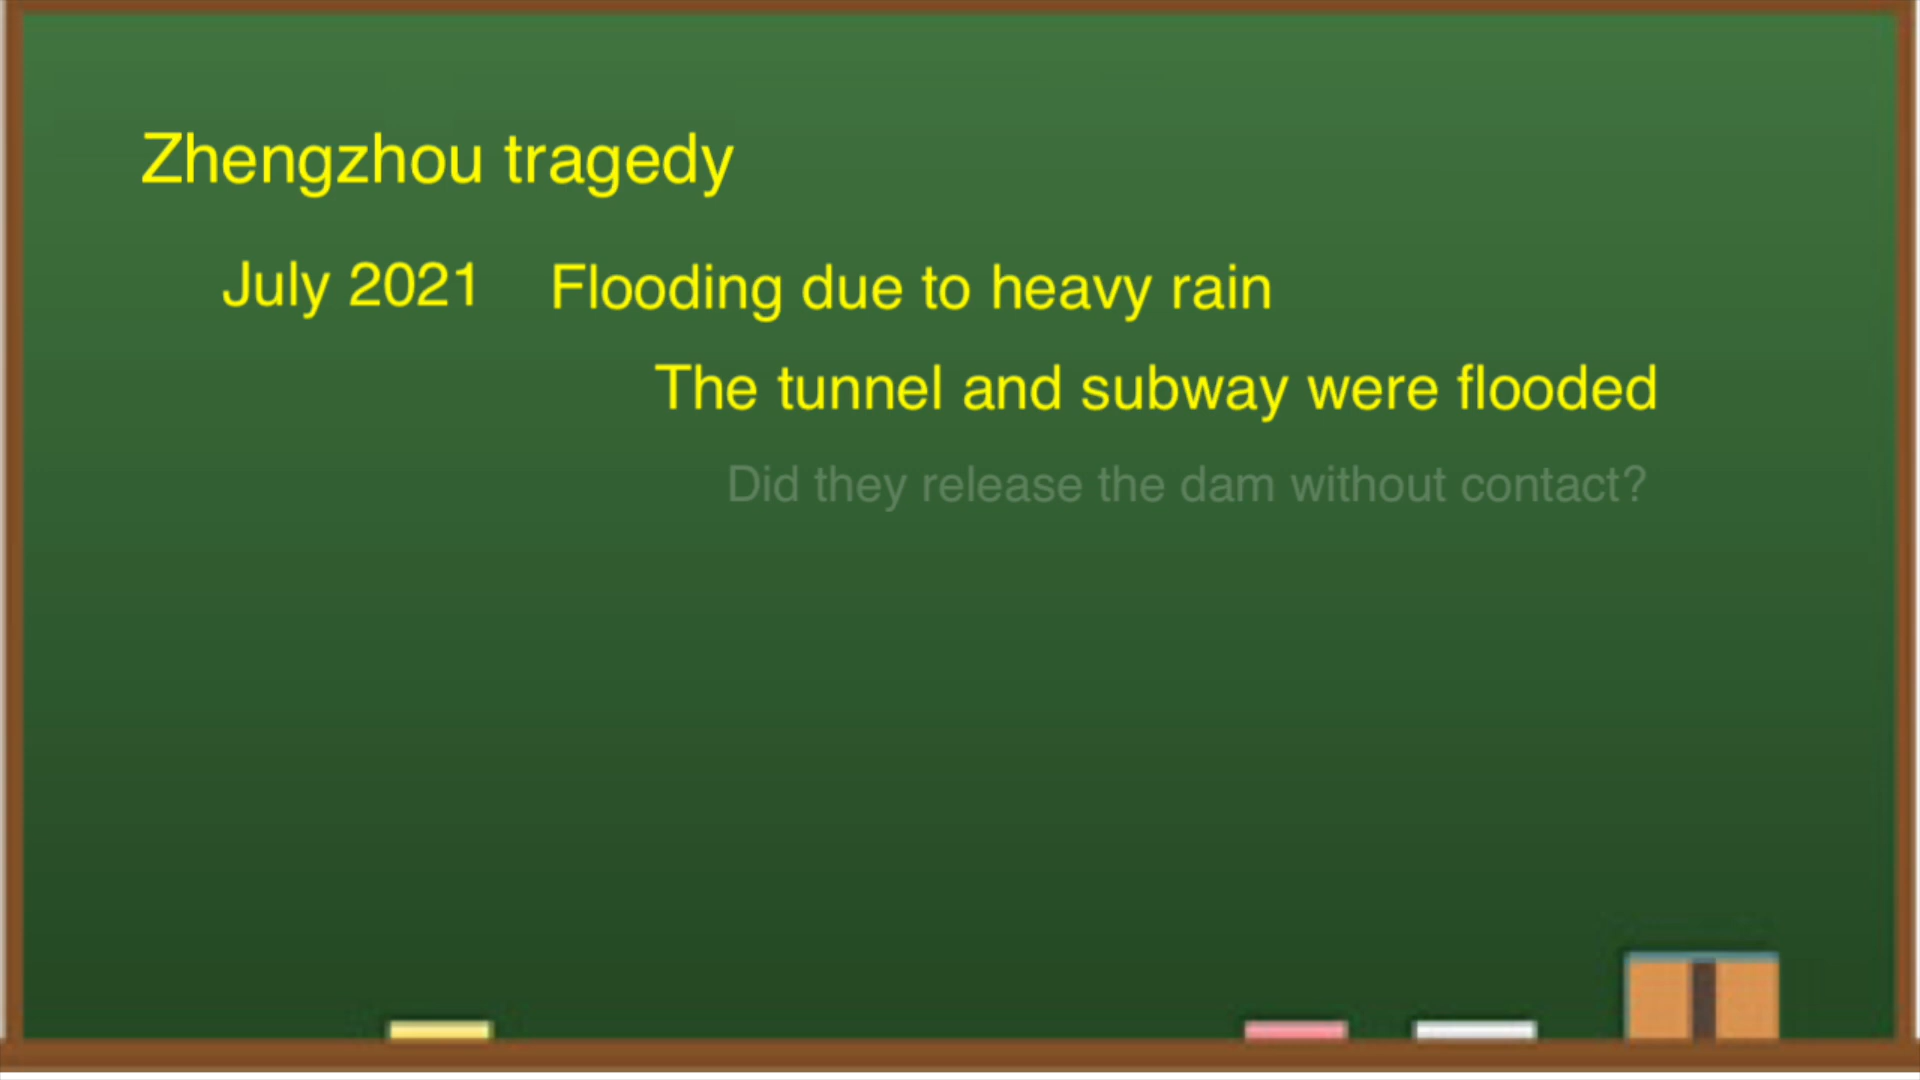 Zhengzhou tragedy
July 2021 Flooding due to heavy rain
The tunnel and subway were flooded
Did they release the dam without contact?